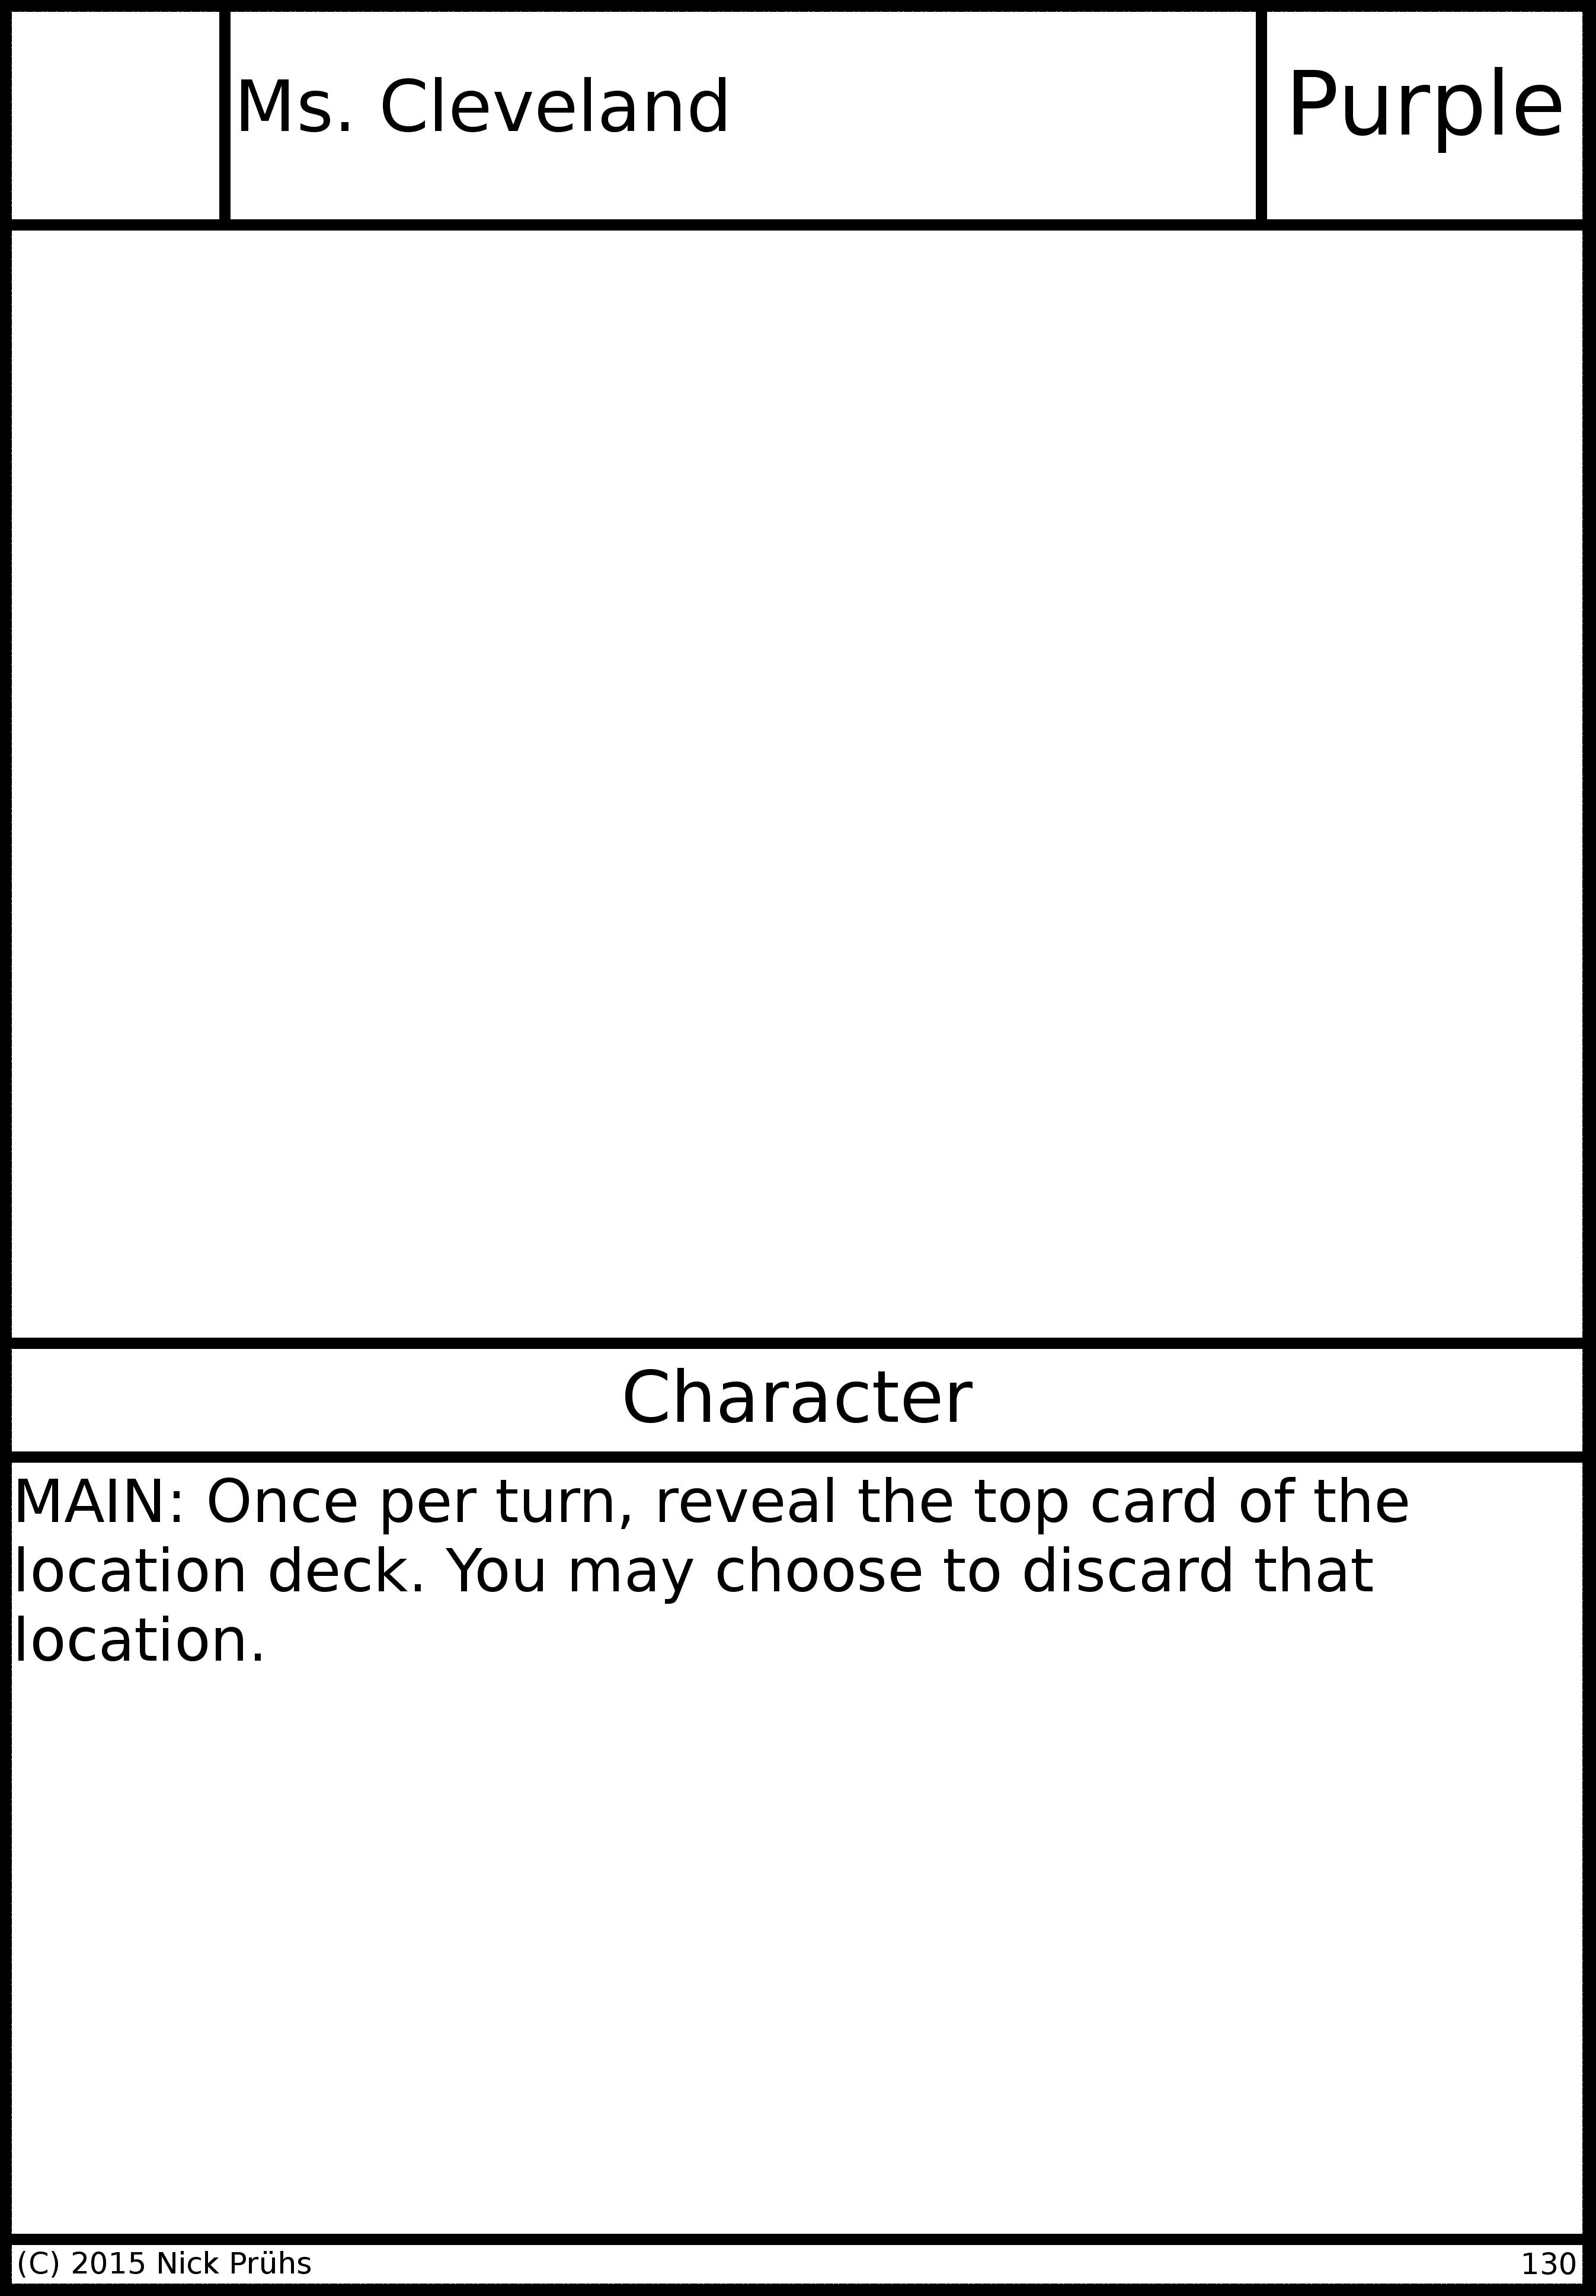 Ms. Cleveland
Purple
Character
MAIN: Once per turn, reveal the top card of the
location deck. You may choose to discard that
location.
(C) 2015 Nick Prühs
130